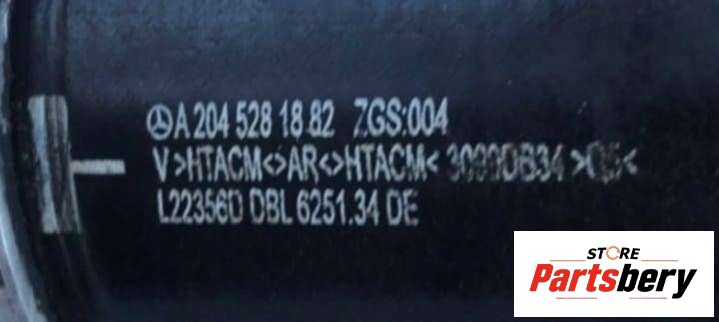 A 204 528 18 82 ZGS:004
V>HTACM<>AR<>HTACM<
L22356D DBL 6251.34 DE
STORE
Partsbery